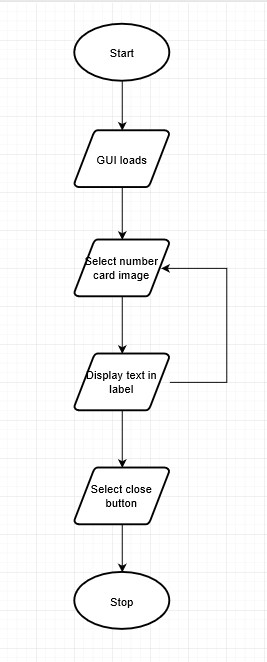 Start
GUI loads
Select number
card image
Display text in
label
Select close
button
Stop